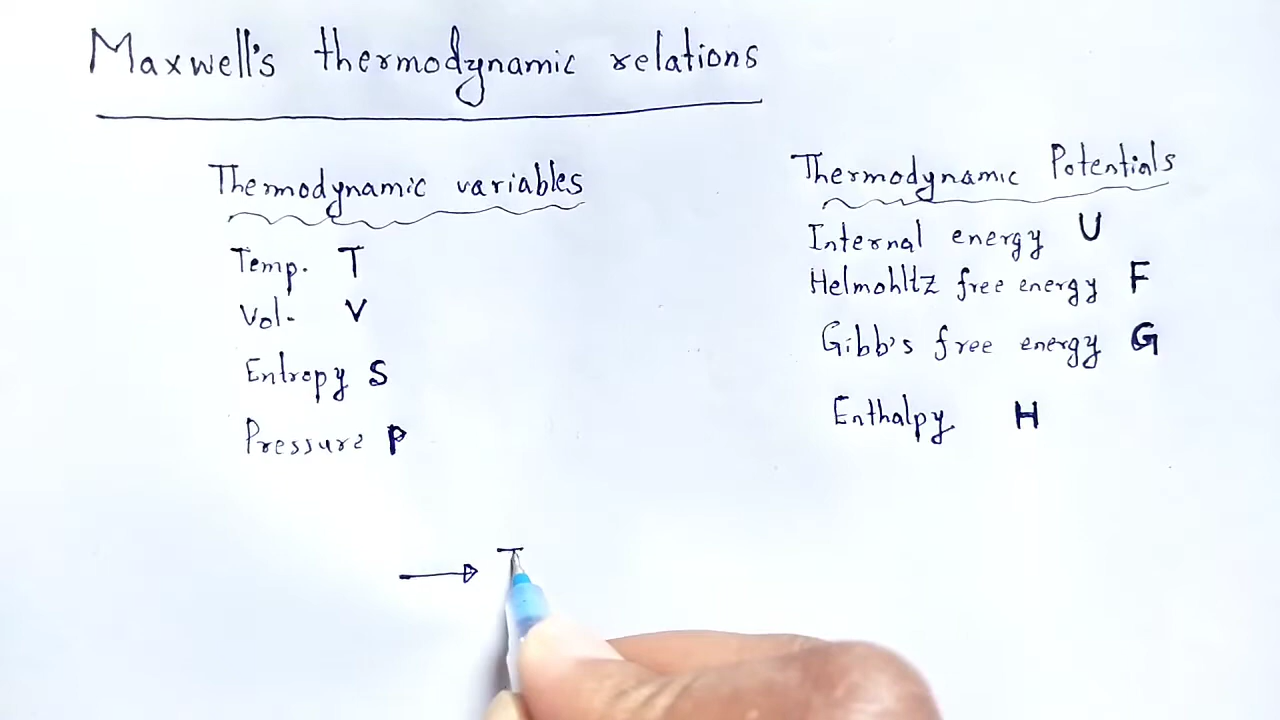 Maxwell's thermodynamic relations
Thermodynamic variables
Temp. T
Vol. V
Entropy S
Pressure P
Thermodynamic Potentials
Internal energy U
Helmohltz free energy F
Gibb's free energy G
Enthalpy H
T